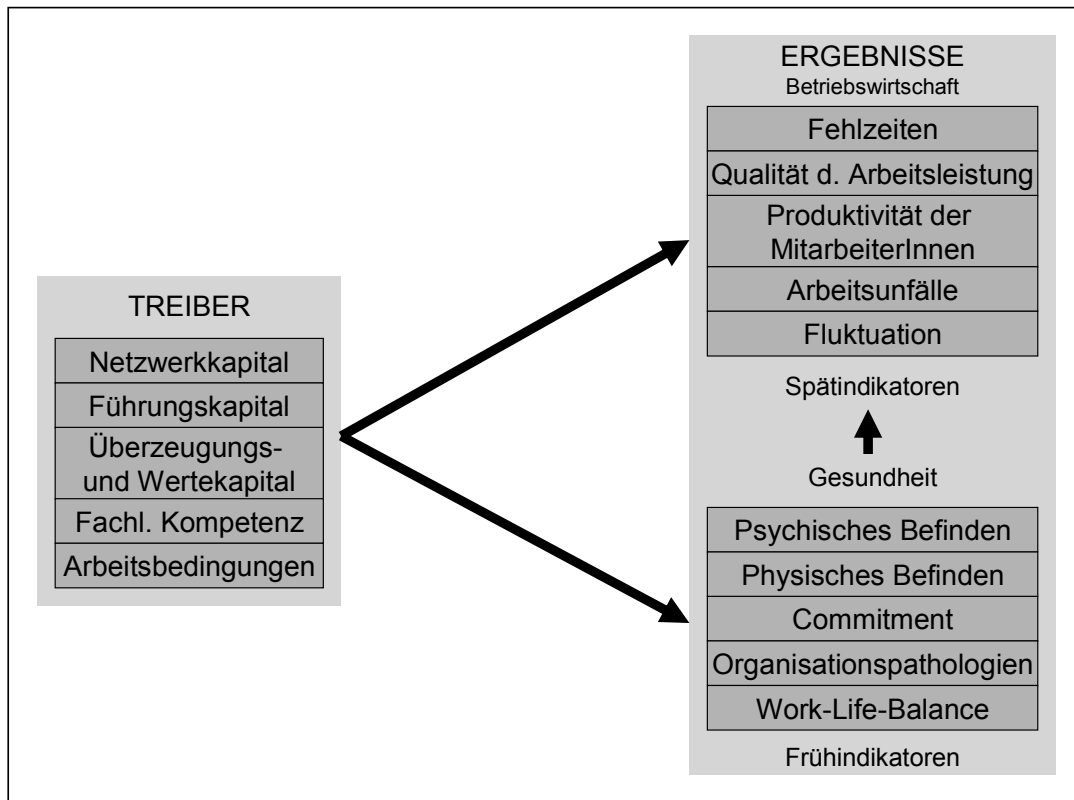 TREIBER
Netzwerkkapital
Führungskapital
Überzeugungs-
und Wertekapital
Fachl. Kompetenz
Arbeitsbedingungen
ERGEBNISSE
Betriebswirtschaft
Fehlzeiten
Qualität d. Arbeitsleistung
Produktivität der
MitarbeiterInnen
Arbeitsunfälle
Fluktuation
Spätindikatoren
Gesundheit
Psychisches Befinden
Physisches Befinden
Commitment
Organisationspathologien
Work-Life-Balance
Frühindikatoren